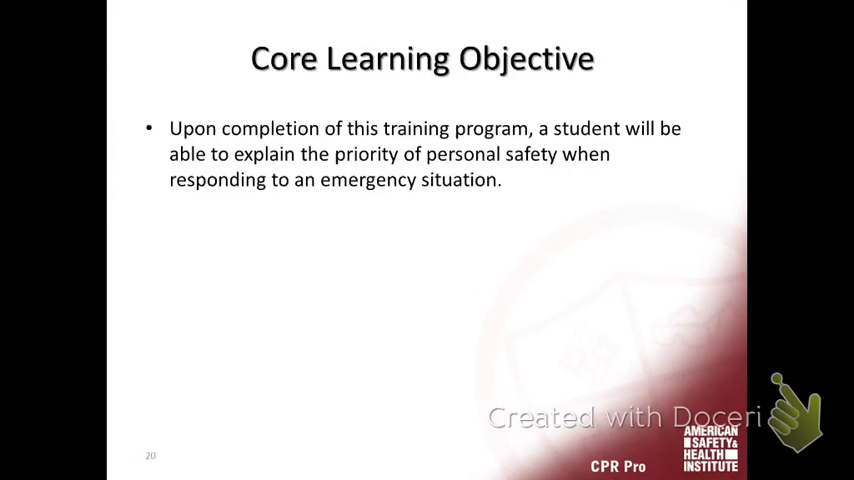 Core Learning Objective
• Upon completion of this training program, a student will be
able to explain the priority of personal safety when
responding to an emergency situation.
Created with Doceri
AMERICAN
SAFETY&
HEALTH
INSTITUTE
CPR Pro
20